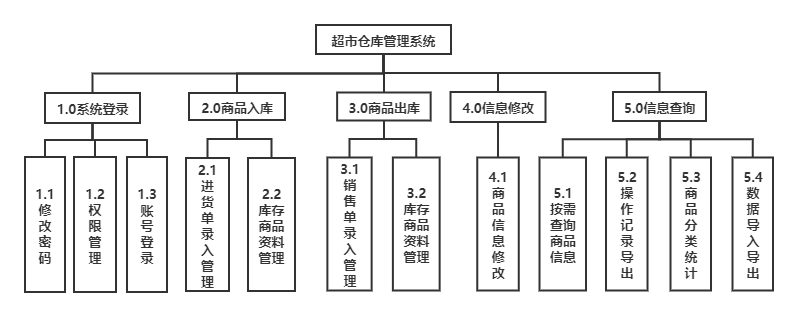 超市仓库管理系统
1.0系统登录
2.0商品入库
3.0商品出库
4.0信息修改
5.0信息查询
1.1
修
改
密
码
1.2
权
限
管
理
1.3
账
号
登
录
2.1
进
货
单
录
入
管
理
2.2
库存
商品
资料
管理
3.1
销
售
单
录
入
管
理
3.2
库存
商品
资料
管理
4.1
商
品
信
息
修
改
5.1
按需
查询
商品
信息
5.2
操
作
记
录
导
出
5.3
商
品
分
类
统
计
5.4
数
据
导
入
导
出